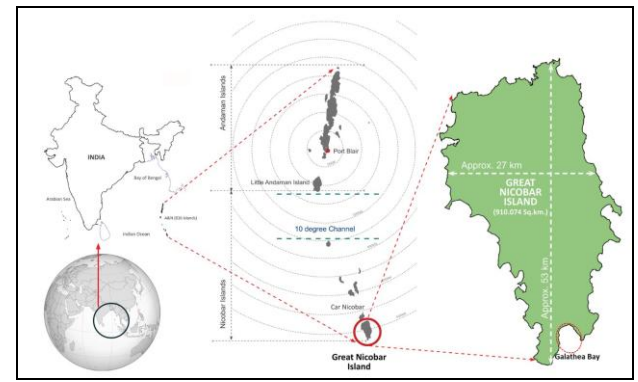 INDIA
Bay of Bengal
Arabian Sea
Indian Ocean
Andaman Islands
Port Blair
Little Andaman Island
10 degree Channel
Nicobar Islands
Car Nicobar
Great Nicobar
Island
Approx. 27 km
GREAT
NICOBAR
ISLAND
(910.074 Sq.km.)
Approx. 53 km
Galathea Bay